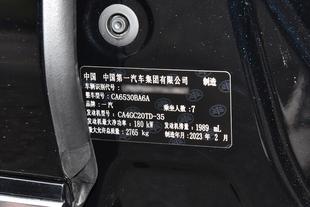 中国 中国第一汽车集团有限公司 制造
车辆识别代号:
整车型号: CA6530BA6A
品牌: 一汽 乘坐人数: 7
发动机型号: CA4GC20TD-35
发动机最大净功率: 180 kW 发动机排量: 1989 mL
最大允许总质量: 2765 kg 制造年月: 2023 年 2 月